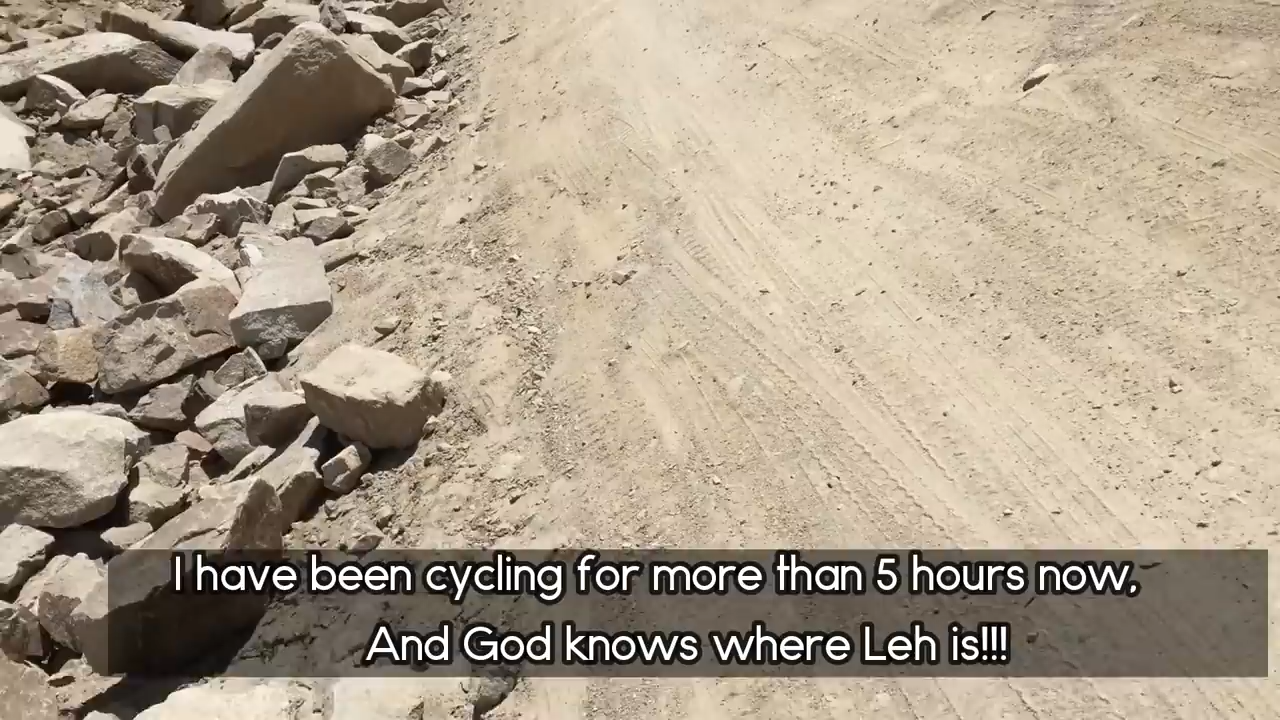 I have been cycling for more than 5 hours now,
And God knows where Leh is!!!